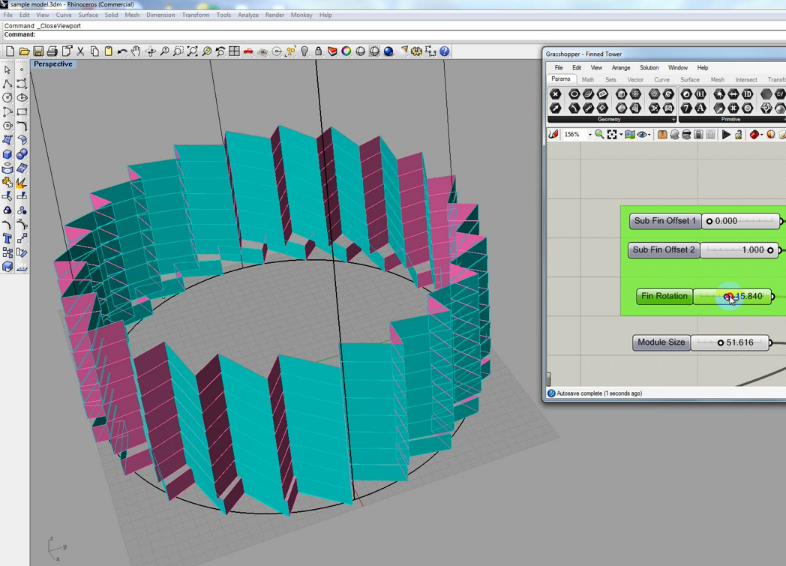 sample model.3dm - Rhinoceros (Commercial)
File Edit View Curve Surface Solid Mesh Dimension Transform Tools Analyze Render Monkey Help
Command _CloseViewport
Command:
Perspective
Grasshopper - Finned Tower
File Edit View Arrange Solution Window Help
Params Math Sets Vector Curve Surface Mesh Intersect Transf
Geometry Primitive
156%
Sub Fin Offset 1 0.000
Sub Fin Offset 2 1.000
Fin Rotation 15.840
Module Size 51.616
Autosave complete (1 seconds ago)
z
y
x